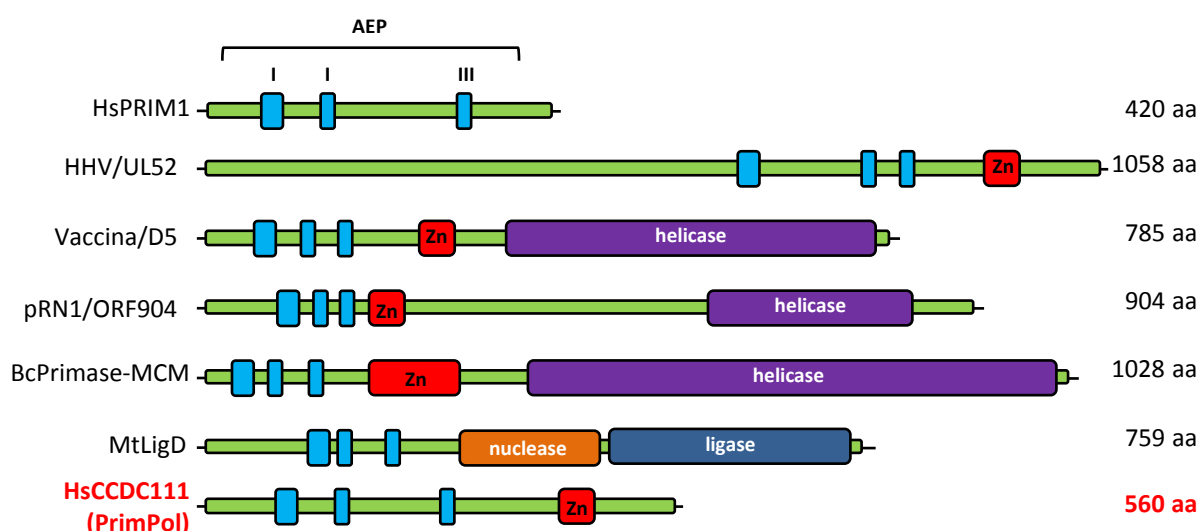 AEP
I I III
HsPRIM1 420 aa
HHV/UL52 Zn 1058 aa
Vaccina/D5 Zn helicase 785 aa
pRN1/ORF904 Zn helicase 904 aa
BcPrimase-MCM Zn helicase 1028 aa
MtLigD nuclease ligase 759 aa
HsCCDC111 Zn 560 aa
(PrimPol)